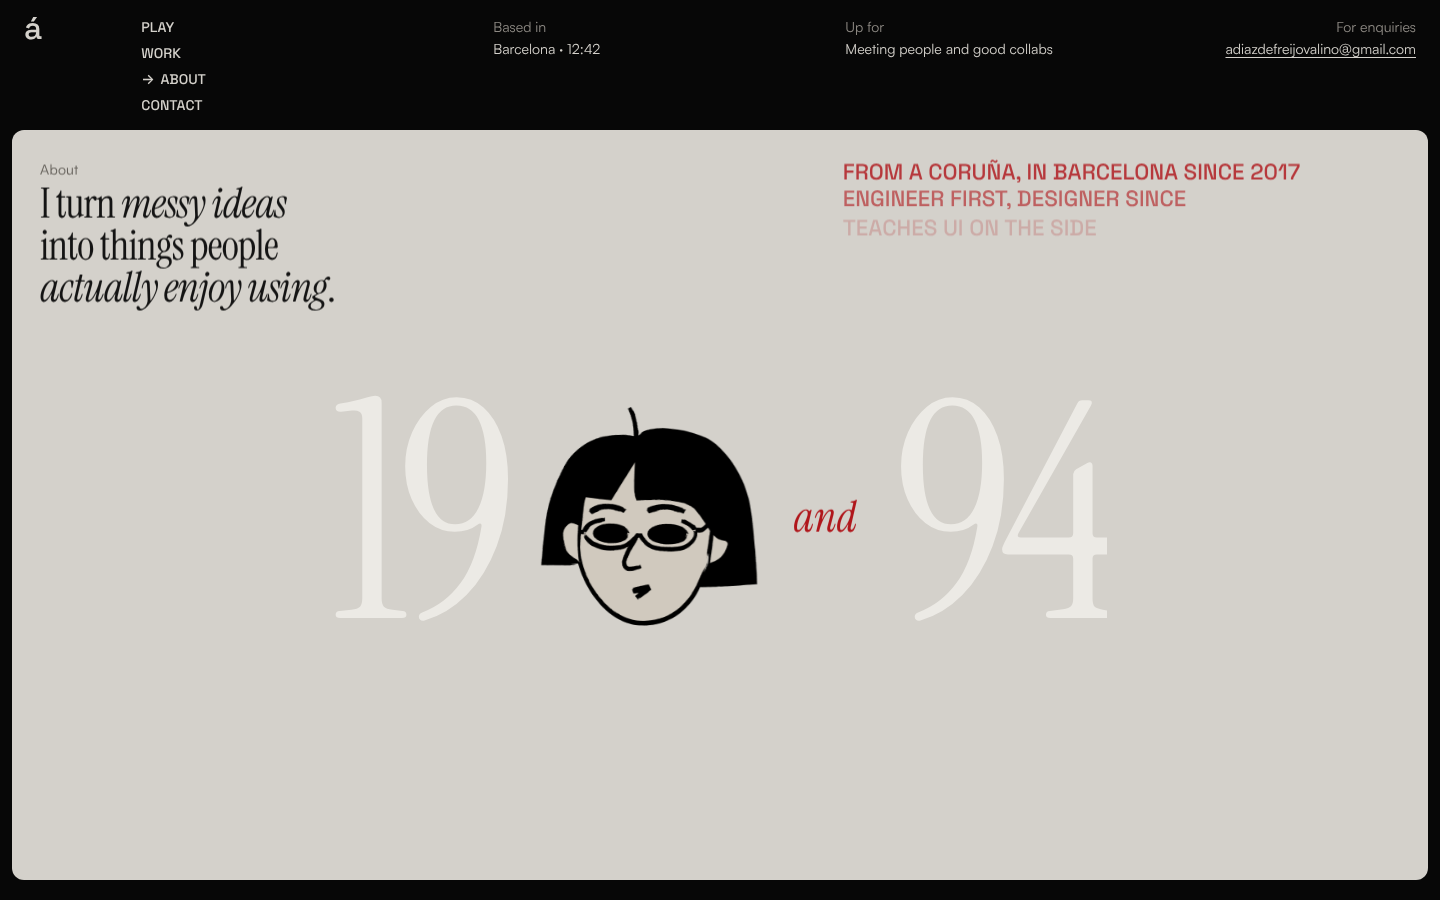 á
PLAY
WORK
→ ABOUT
CONTACT
Based in
Barcelona · 12:42
Up for
Meeting people and good collabs
For enquiries
adiazdefreijovalino@gmail.com
About
I turn messy ideas
into things people
actually enjoy using.
FROM A CORUÑA, IN BARCELONA SINCE 2017
ENGINEER FIRST, DESIGNER SINCE
TEACHES UI ON THE SIDE
19 and 94